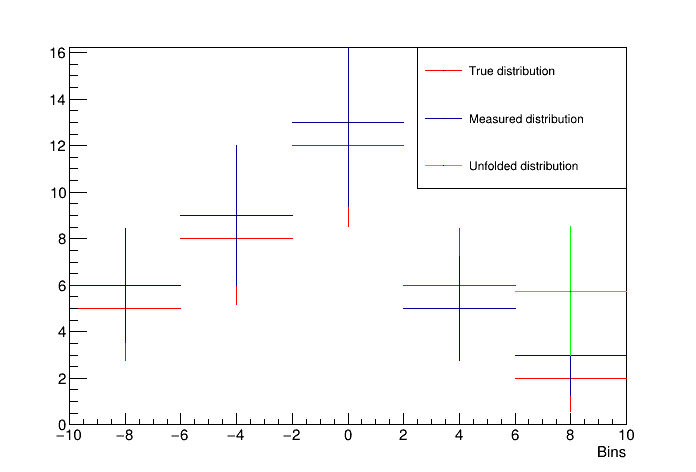 16
14
12
10
8
6
4
2
0
True distribution
Measured distribution
Unfolded distribution
−10 −8 −6 −4 −2 0 2 4 6 8 10
Bins